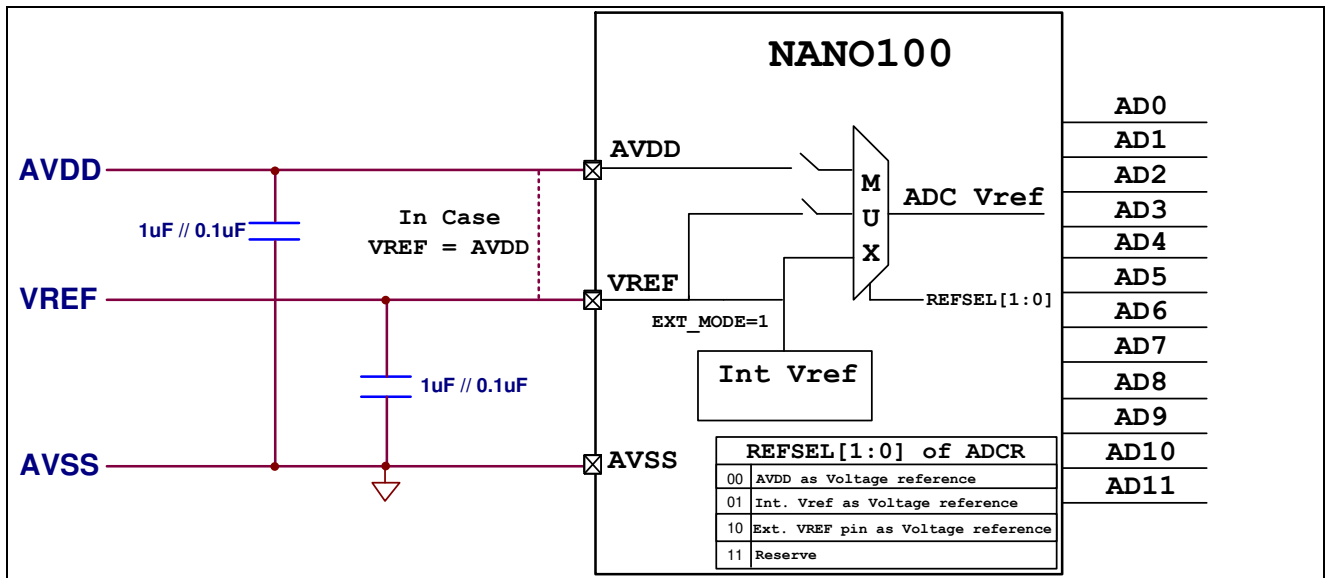 NANO100
AVDD
1uF // 0.1uF
In Case
VREF = AVDD
VREF
1uF // 0.1uF
AVSS
AVDD
VREF
EXT_MODE=1
AVSS
M
U
X
ADC Vref
REFSEL[1:0]
Int Vref
REFSEL[1:0] of ADCR
00 AVDD as Voltage reference
01 Int. Vref as Voltage reference
10 Ext. VREF pin as Voltage reference
11 Reserve
AD0
AD1
AD2
AD3
AD4
AD5
AD6
AD7
AD8
AD9
AD10
AD11